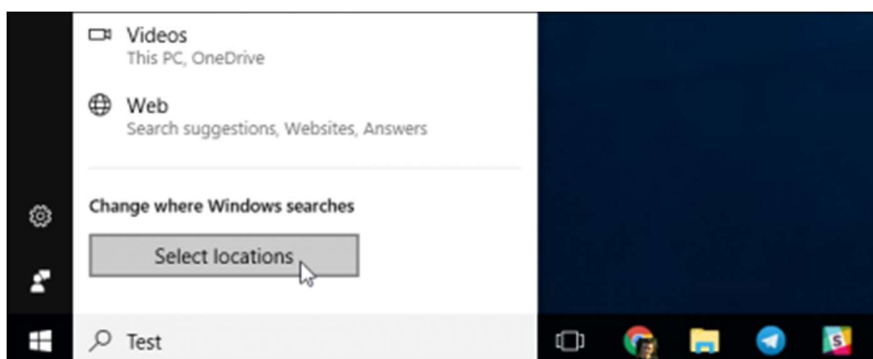 Videos
This PC, OneDrive
Web
Search suggestions, Websites, Answers
Change where Windows searches
Select locations
Test
S